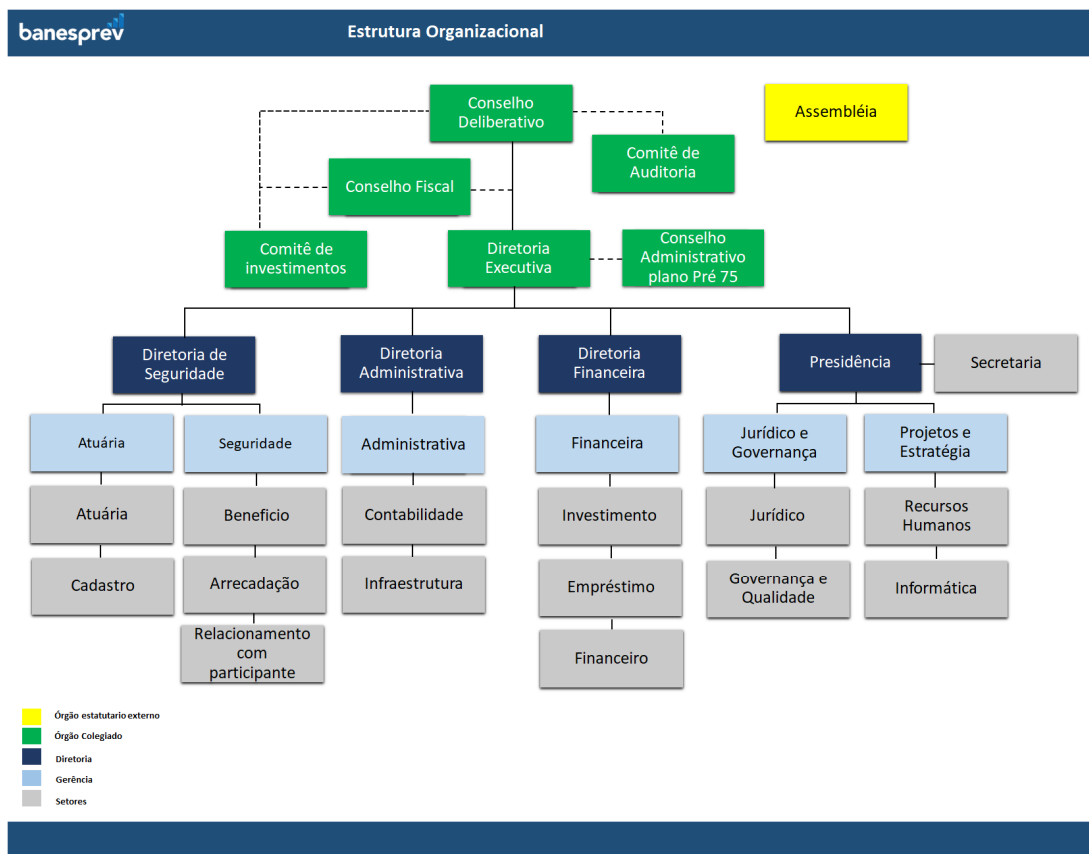 banesprev
Estrutura Organizacional
Conselho
Deliberativo
Assembléia
Comitê de
Auditoria
Conselho Fiscal
Comitê de
investimentos
Diretoria
Executiva
Conselho
Administrativo
plano Pré 75
Diretoria de
Seguridade
Diretoria
Administrativa
Diretoria
Financeira
Presidência
Secretaria
Atuária
Seguridade
Administrativa
Financeira
Jurídico e
Governança
Projetos e
Estratégia
Atuária
Beneficio
Contabilidade
Investimento
Jurídico
Recursos
Humanos
Cadastro
Arrecadação
Infraestrutura
Empréstimo
Governança e
Qualidade
Informática
Relacionamento
com
participante
Financeiro
Órgão estatutario externo
Órgão Colegiado
Diretoria
Gerência
Setores